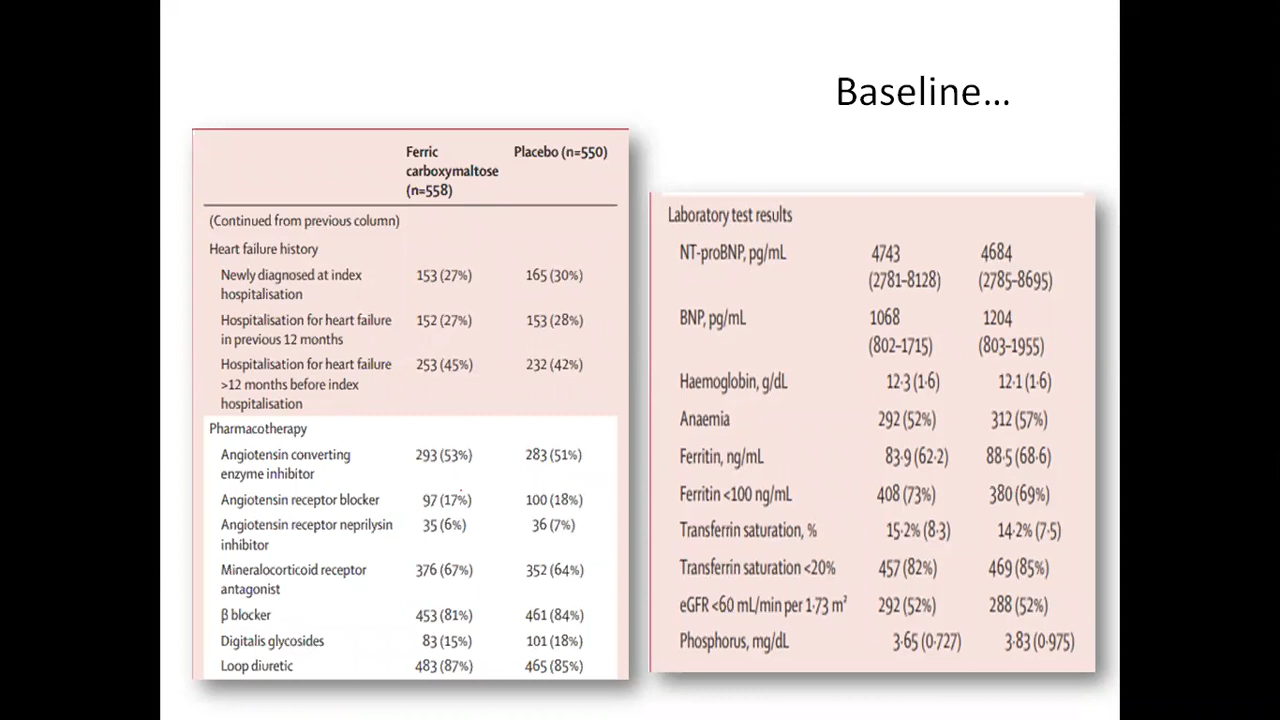 Baseline...
Ferric Placebo (n=550)
carboxymaltose
(n=558)
(Continued from previous column)
Heart failure history
Newly diagnosed at index 153 (27%) 165 (30%)
hospitalisation
Hospitalisation for heart failure 152 (27%) 153 (28%)
in previous 12 months
Hospitalisation for heart failure 253 (45%) 232 (42%)
>12 months before index
hospitalisation
Pharmacotherapy
Angiotensin converting 293 (53%) 283 (51%)
enzyme inhibitor
Angiotensin receptor blocker 97 (17%) 100 (18%)
Angiotensin receptor neprilysin 35 (6%) 36 (7%)
inhibitor
Mineralocorticoid receptor 376 (67%) 352 (64%)
antagonist
β blocker 453 (81%) 461 (84%)
Digitalis glycosides 83 (15%) 101 (18%)
Loop diuretic 483 (87%) 465 (85%)
Laboratory test results
NT-proBNP, pg/mL 4743 4684
(2781–8128) (2785–8695)
BNP, pg/mL 1068 1204
(802–1715) (803–1955)
Haemoglobin, g/dL 12·3 (1·6) 12·1 (1·6)
Anaemia 292 (52%) 312 (57%)
Ferritin, ng/mL 83·9 (62·2) 88·5 (68·6)
Ferritin <100 ng/mL 408 (73%) 380 (69%)
Transferrin saturation, % 15·2% (8·3) 14·2% (7·5)
Transferrin saturation <20% 457 (82%) 469 (85%)
eGFR <60 mL/min per 1·73 m² 292 (52%) 288 (52%)
Phosphorus, mg/dL 3·65 (0·727) 3·83 (0·975)